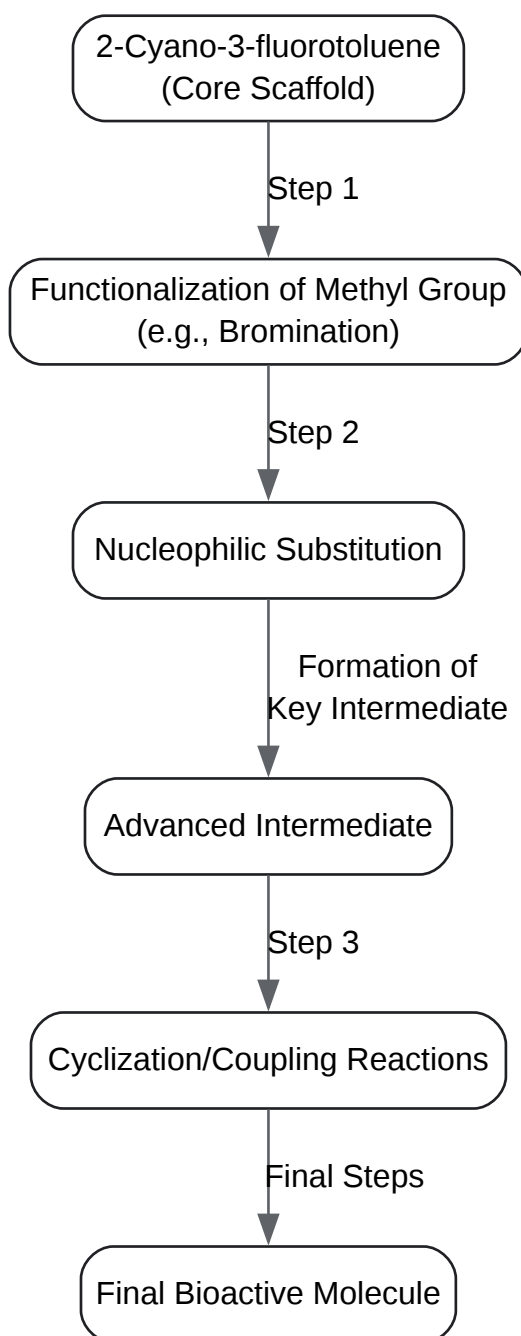 2-Cyano-3-fluorotoluene
(Core Scaffold)
Step 1
Functionalization of Methyl Group
(e.g., Bromination)
Step 2
Nucleophilic Substitution
Formation of
Key Intermediate
Advanced Intermediate
Step 3
Cyclization/Coupling Reactions
Final Steps
Final Bioactive Molecule